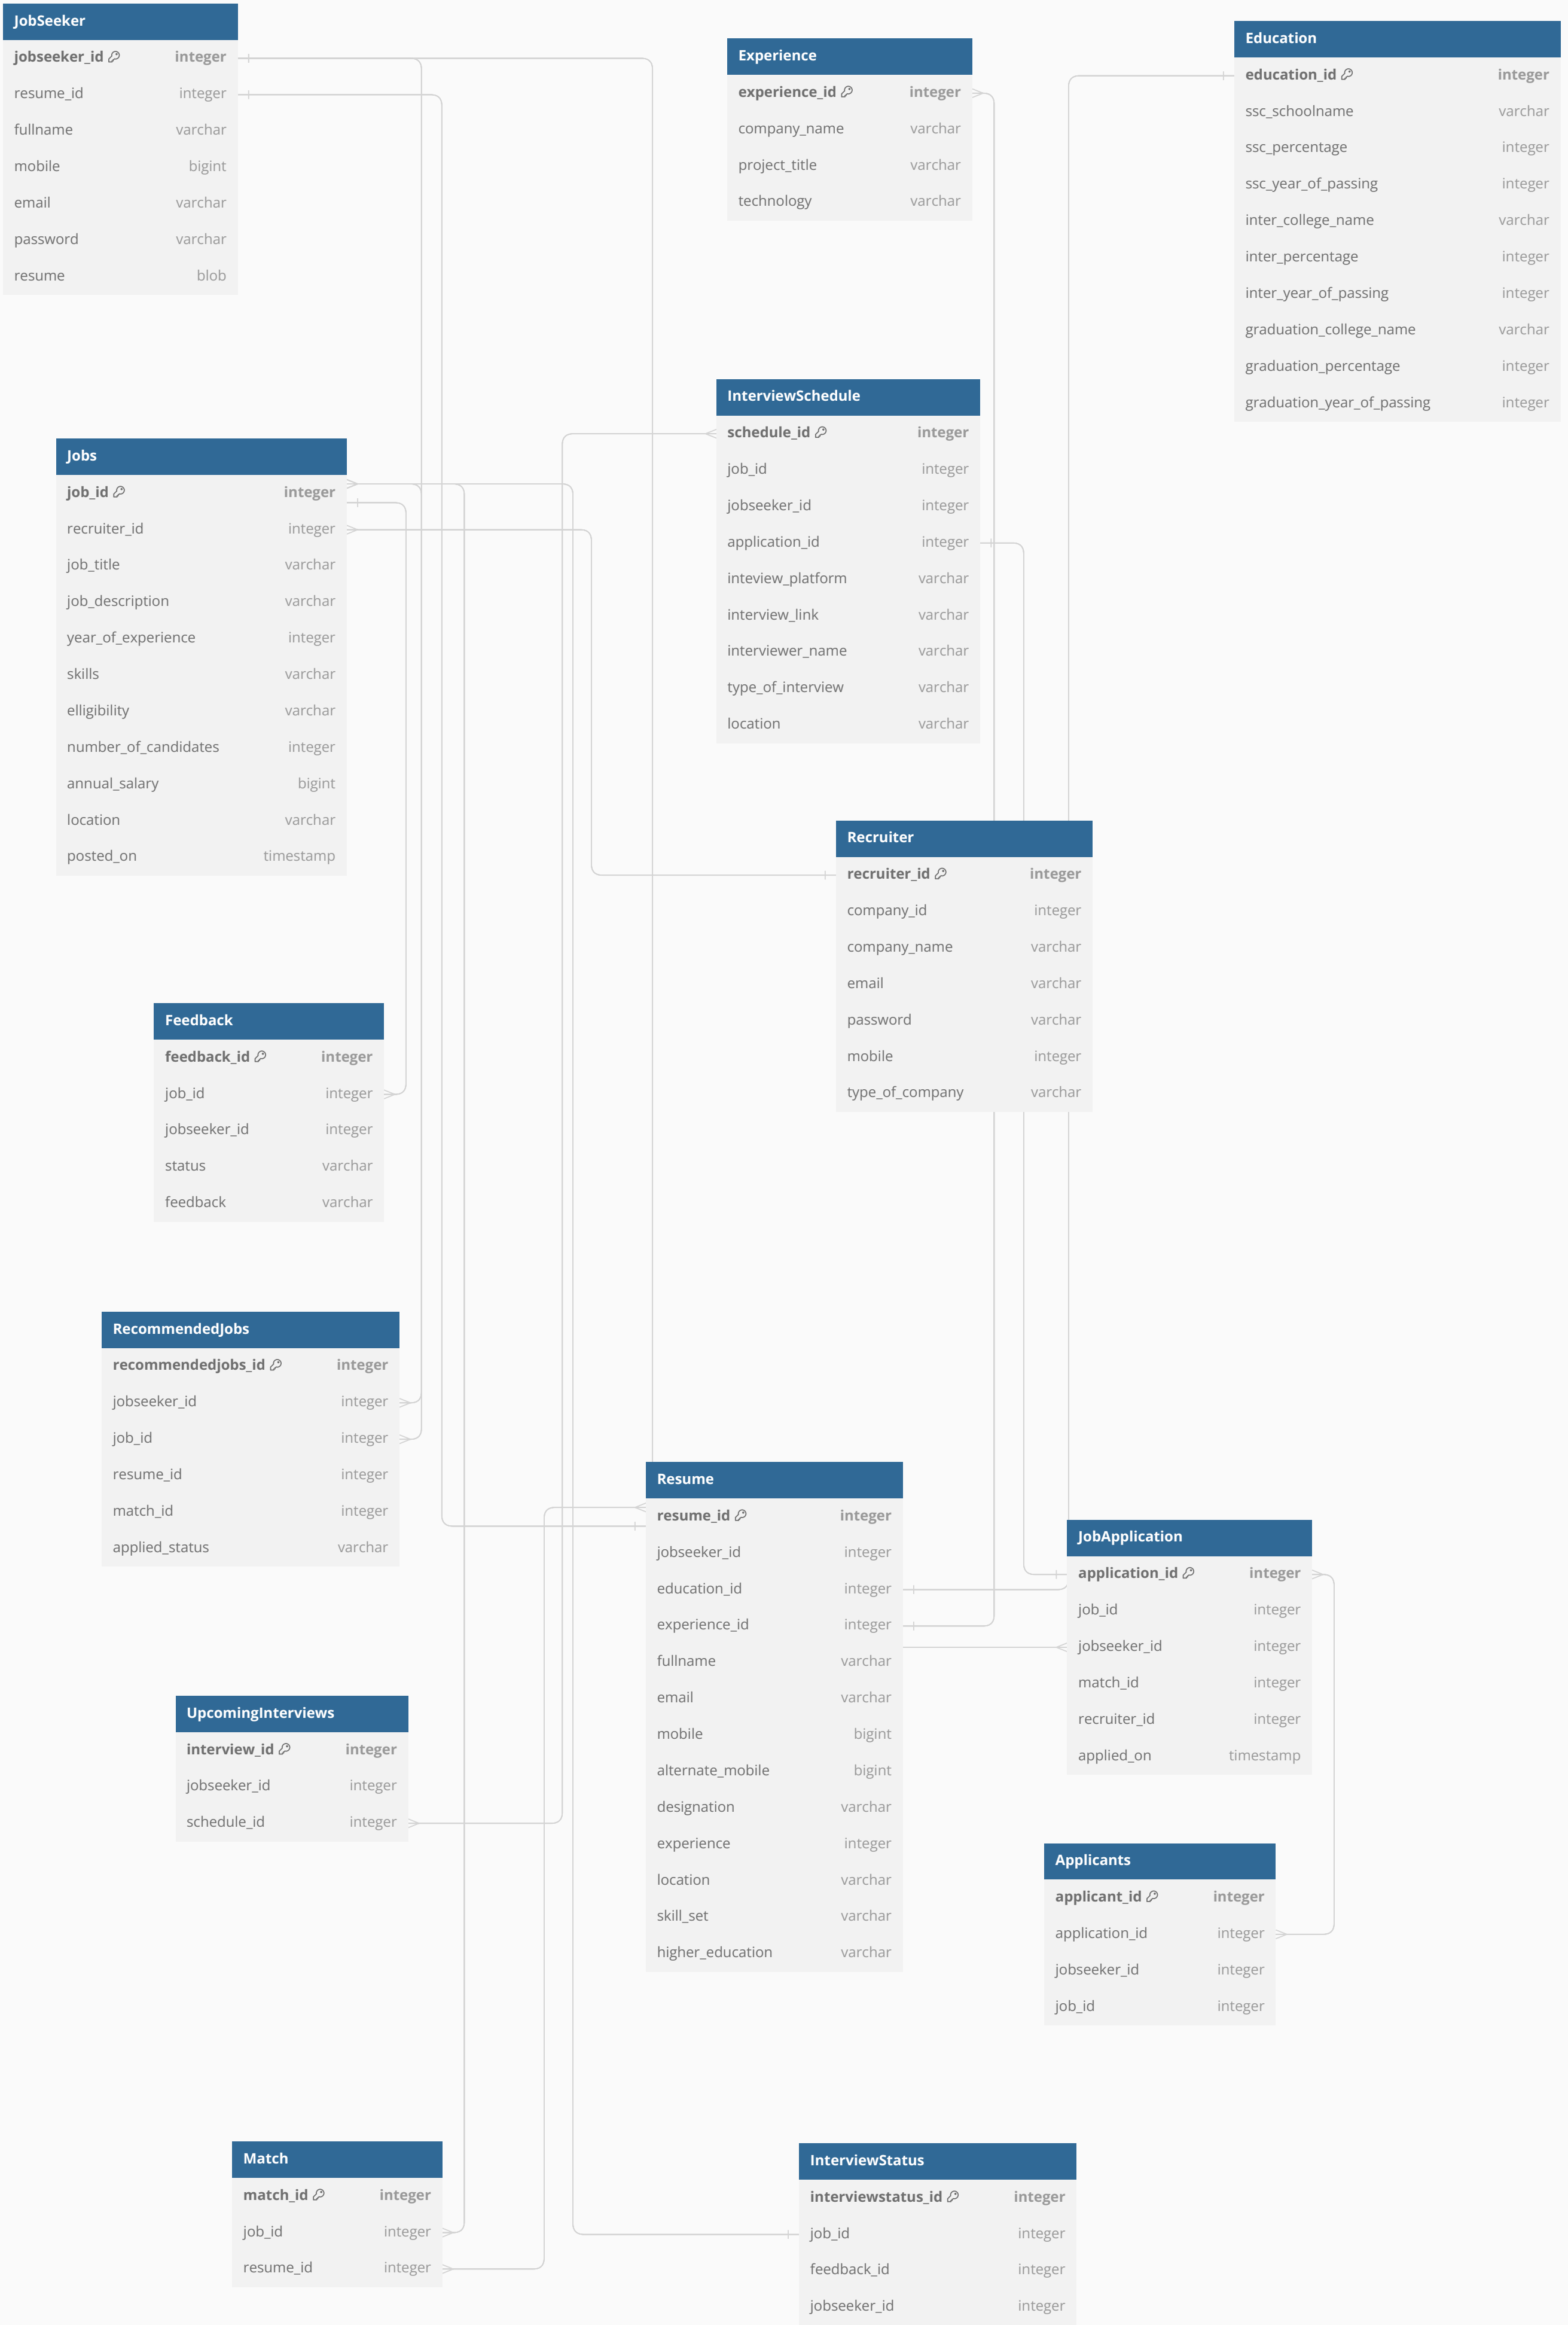 JobSeeker
jobseeker_id integer
resume_id integer
fullname varchar
mobile bigint
email varchar
password varchar
resume blob
Experience
experience_id integer
company_name varchar
project_title varchar
technology varchar
Education
education_id integer
ssc_schoolname varchar
ssc_percentage integer
ssc_year_of_passing integer
inter_college_name varchar
inter_percentage integer
inter_year_of_passing integer
graduation_college_name varchar
graduation_percentage integer
graduation_year_of_passing integer
InterviewSchedule
schedule_id integer
job_id integer
jobseeker_id integer
application_id integer
inteview_platform varchar
interview_link varchar
interviewer_name varchar
type_of_interview varchar
location varchar
Jobs
job_id integer
recruiter_id integer
job_title varchar
job_description varchar
year_of_experience integer
skills varchar
elligibility varchar
number_of_candidates integer
annual_salary bigint
location varchar
posted_on timestamp
Recruiter
recruiter_id integer
company_id integer
company_name varchar
email varchar
password varchar
mobile integer
type_of_company varchar
Feedback
feedback_id integer
job_id integer
jobseeker_id integer
status varchar
feedback varchar
RecommendedJobs
recommendedjobs_id integer
jobseeker_id integer
job_id integer
resume_id integer
match_id integer
applied_status varchar
Resume
resume_id integer
jobseeker_id integer
education_id integer
experience_id integer
fullname varchar
email varchar
mobile bigint
alternate_mobile bigint
designation varchar
experience integer
location varchar
skill_set varchar
higher_education varchar
JobApplication
application_id integer
job_id integer
jobseeker_id integer
match_id integer
recruiter_id integer
applied_on timestamp
UpcomingInterviews
interview_id integer
jobseeker_id integer
schedule_id integer
Applicants
applicant_id integer
application_id integer
jobseeker_id integer
job_id integer
Match
match_id integer
job_id integer
resume_id integer
InterviewStatus
interviewstatus_id integer
job_id integer
feedback_id integer
jobseeker_id integer